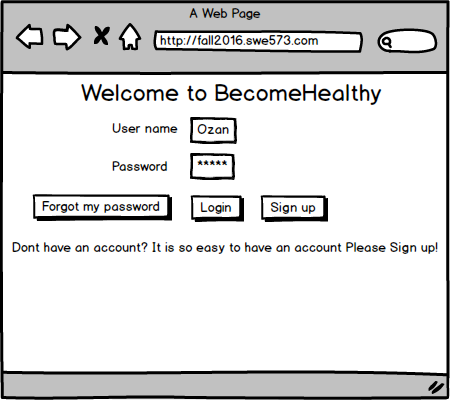 A Web Page
http://fall2016.swe573.com
Welcome to BecomeHealthy
User name Ozan
Password *****
Forgot my password Login Sign up
Dont have an account? It is so easy to have an account Please Sign up!